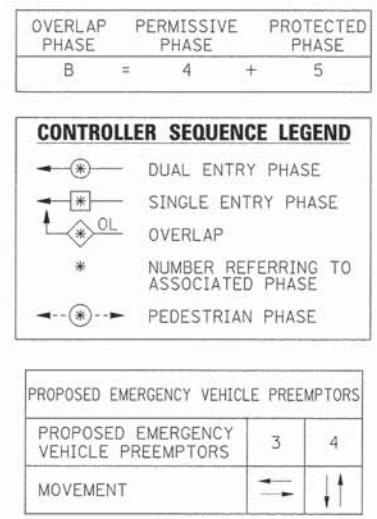 OVERLAP PERMISSIVE PROTECTED
PHASE PHASE PHASE
B = 4 + 5
CONTROLLER SEQUENCE LEGEND
* DUAL ENTRY PHASE
* SINGLE ENTRY PHASE
* OL OVERLAP
* NUMBER REFERRING TO
ASSOCIATED PHASE
* PEDESTRIAN PHASE
PROPOSED EMERGENCY VEHICLE PREEMPTORS
PROPOSED EMERGENCY
VEHICLE PREEMPTORS 3 4
MOVEMENT